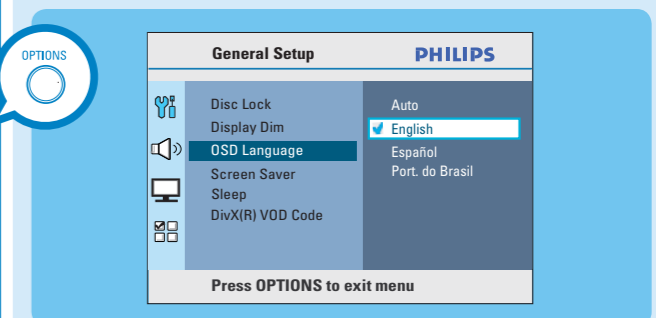 OPTIONS
General Setup
PHILIPS
Disc Lock
Display Dim
OSD Language
Screen Saver
Sleep
DivX(R) VOD Code
Auto
English
Español
Port. do Brasil
Press OPTIONS to exit menu